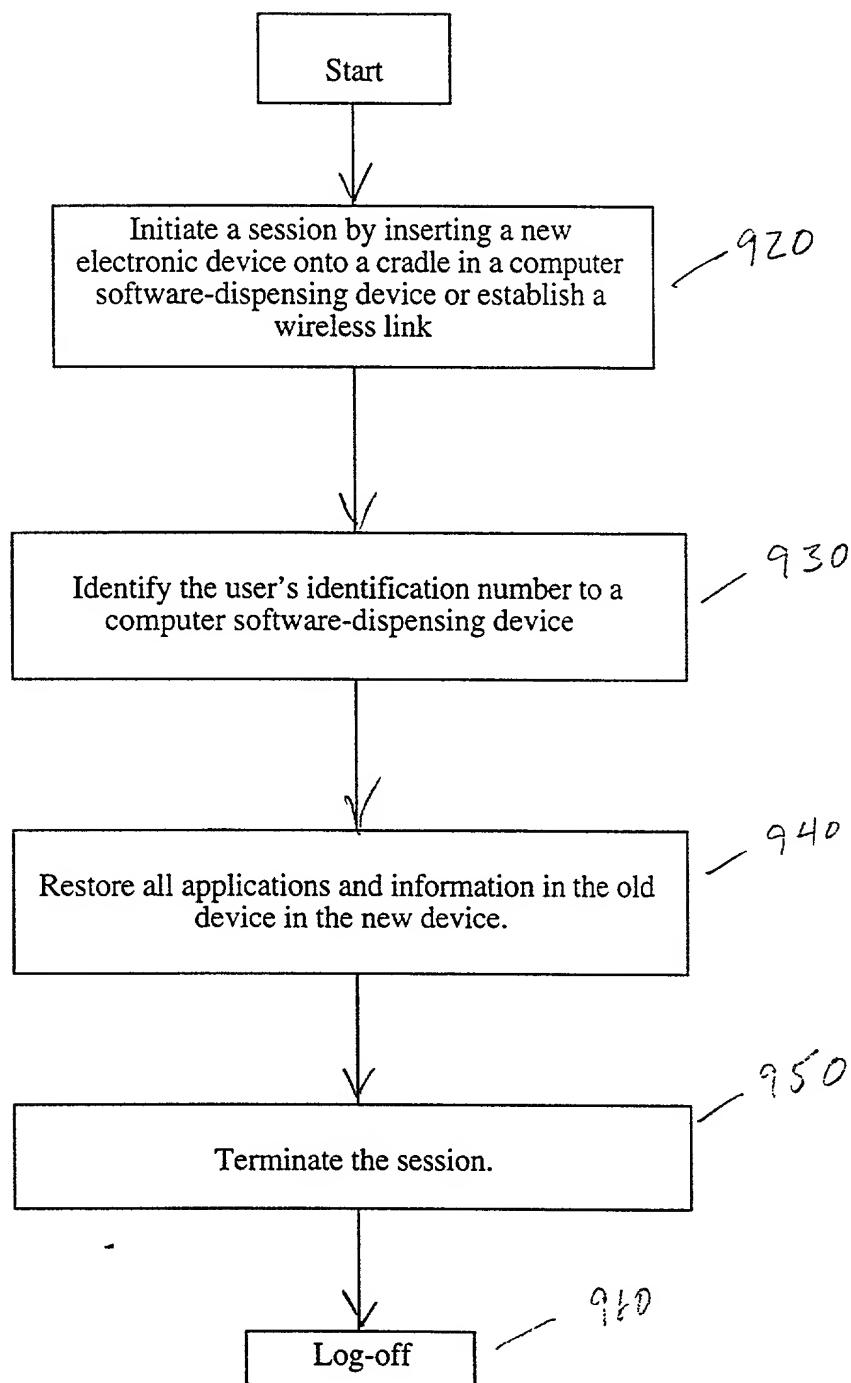 Start
Initiate a session by inserting a new
electronic device onto a cradle in a computer
software-dispensing device or establish a
wireless link
920
Identify the user's identification number to a
computer software-dispensing device
930
Restore all applications and information in the old
device in the new device.
940
Terminate the session.
950
Log-off
960